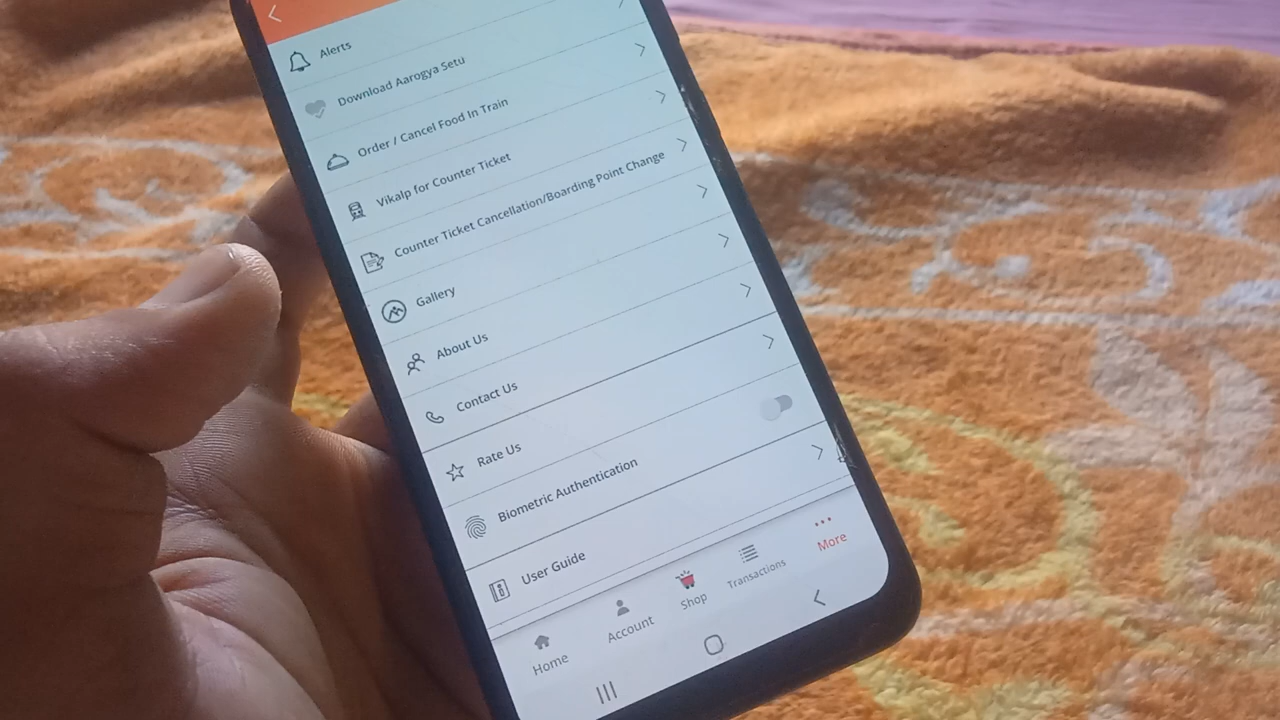 Alerts
Download Aarogya Setu
Order / Cancel Food In Train
Vikalp for Counter Ticket
Counter Ticket Cancellation/Boarding Point Change
Gallery
About Us
Contact Us
Rate Us
Biometric Authentication
User Guide
Home
Account
Shop
Transactions
More